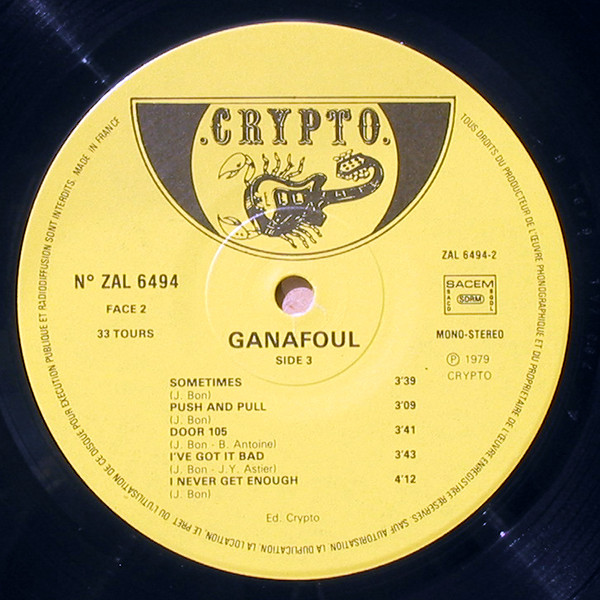 .CRYPTO.
TOUS DROITS DU PRODUCTEUR DE L'ŒUVRE PHONOGRAPHIQUE ET DU PROPRIETAIRE DE L'ŒUVRE ENREGISTREE RESERVES. SAUF AUTORISATION, LA DUPLICATION, LA LOCATION, LE PRET, OU L'UTILISATION DE CE DISQUE POUR EXECUTION PUBLIQUE ET RADIODIFFUSION SONT INTERDITS. MADE IN FRANCE
N° ZAL 6494
FACE 2
33 TOURS
ZAL 6494-2
SACEM
SACD
SDRM
SGDL
MONO-STEREO
Ⓟ 1979
CRYPTO
GANAFOUL
SIDE 3
SOMETIMES 3'39
(J. Bon)
PUSH AND PULL 3'09
(J. Bon)
DOOR 105 3'41
(J. Bon - B. Antoine)
I'VE GOT IT BAD 3'43
(J. Bon - J.Y. Astier)
I NEVER GET ENOUGH 4'12
(J. Bon)
Ed. Crypto